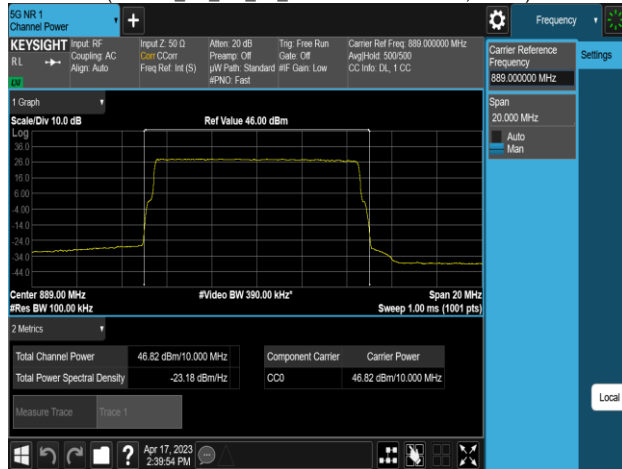 5G NR 1
Channel Power
Frequency
KEYSIGHT
RL
Input: RF
Coupling: AC
Align: Auto
Input Z: 50 Ω
Corr CCorr
Freq Ref: Int (S)
Atten: 20 dB
Preamp: Off
µW Path: Standard
#PNO: Fast
Trig: Free Run
Gate: Off
#IF Gain: Low
Carrier Ref Freq: 889.000000 MHz
Avg|Hold: 500/500
CC Info: DL, 1 CC
Carrier Reference
Frequency
889.000000 MHz
Settings
Span
20.000 MHz
Auto
Man
1 Graph
Scale/Div 10.0 dB
Ref Value 46.00 dBm
Log
36.0
26.0
16.0
6.00
-4.00
-14.0
-24.0
-34.0
-44.0
Center 889.00 MHz
#Video BW 390.00 kHz*
Span 20 MHz
#Res BW 100.00 kHz
Sweep 1.00 ms (1001 pts)
2 Metrics
Total Channel Power 46.82 dBm/10.000 MHz
Total Power Spectral Density -23.18 dBm/Hz
Component Carrier Carrier Power
CC0 46.82 dBm/10.000 MHz
Measure Trace Trace 1
Local
? Apr 17, 2023
2:39:54 PM